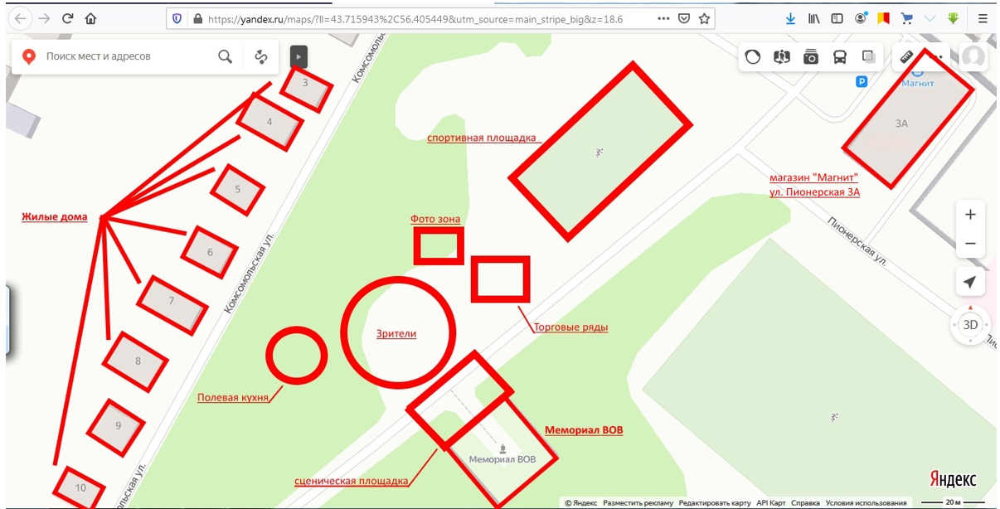 https://yandex.ru/maps/?ll=43.715943%2C56.405449&utm_source=main_stripe_big&z=18.6
Поиск мест и адресов
Комсомольская ул.
3
Магнит
P
4
3А
спортивная площадка
5
магазин "Магнит"
ул. Пионерская 3А
Жилые дома
Фото зона
6
Пионерская ул.
Комсомольская ул.
7
3D
Торговые ряды
Зрители
8
Полевая кухня
9
Мемориал ВОВ
Мемориал ВОВ
сценическая площадка
Яндекс
10
© Яндекс Разместить рекламу Редактировать карту API Карт Справка Условия использования 20 м